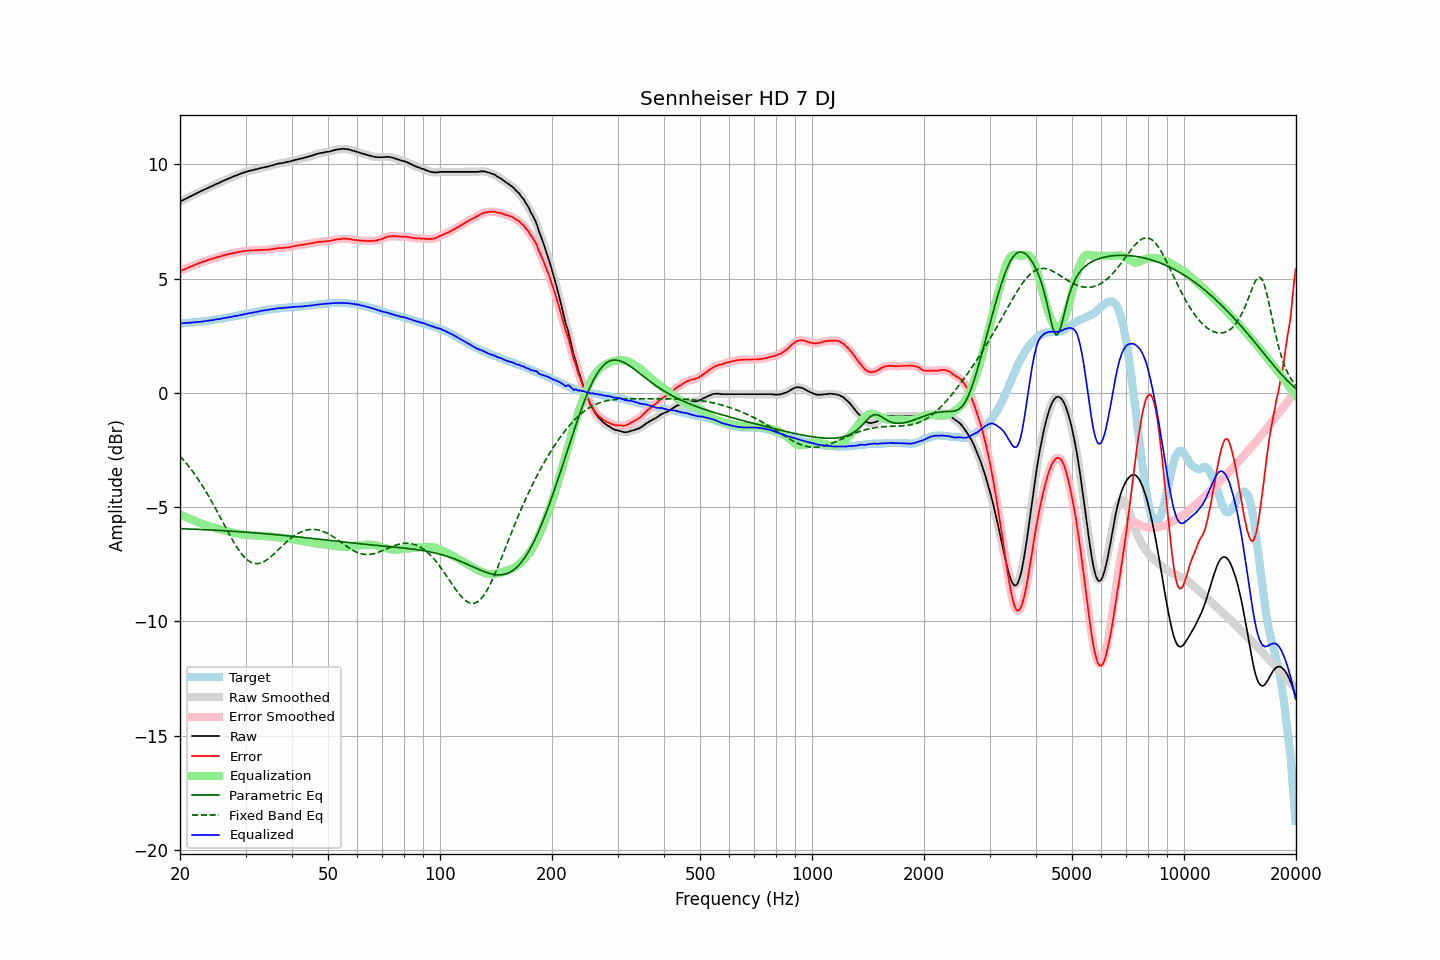 Sennheiser HD 7 DJ
Amplitude (dBr)
10
5
0
−5
−10
−15
−20
Target
Raw Smoothed
Error Smoothed
Raw
Error
Equalization
Parametric Eq
Fixed Band Eq
Equalized
20 50 100 200 500 1000 2000 5000 10000 20000
Frequency (Hz)